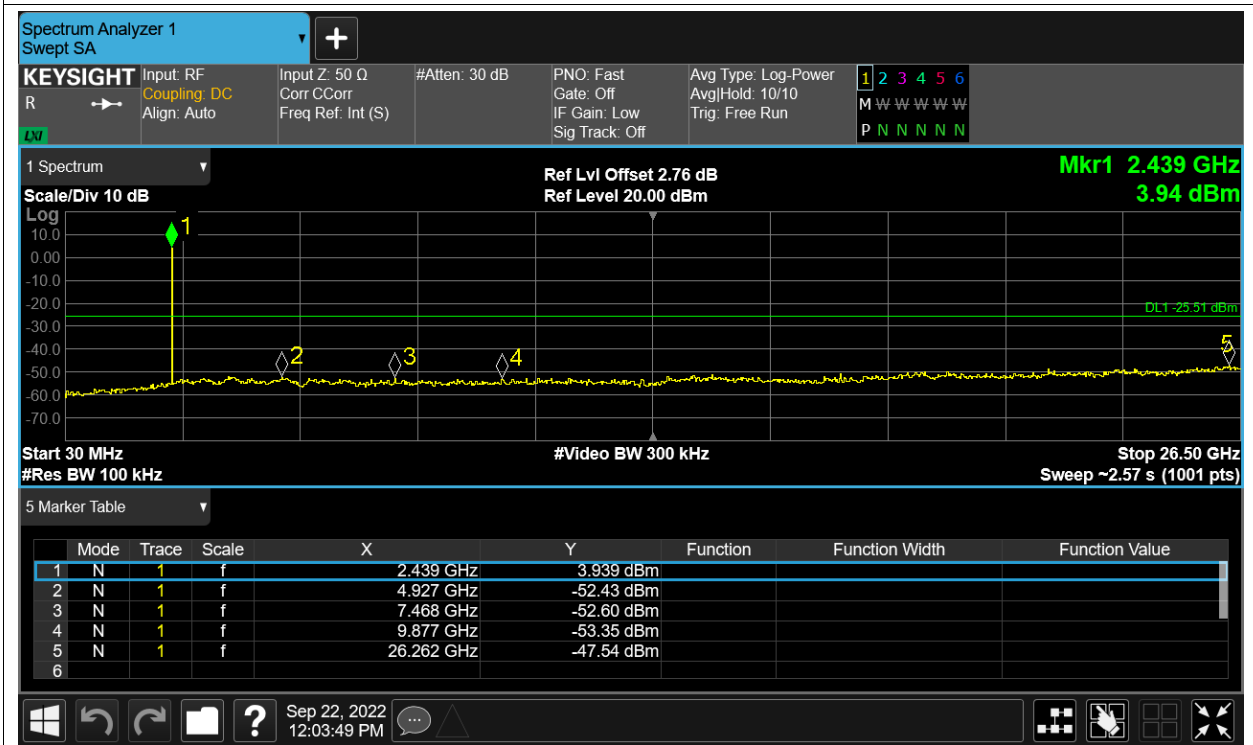 Spectrum Analyzer 1
Swept SA
KEYSIGHT
R
LXI
Input: RF
Coupling: DC
Align: Auto
Input Z: 50 Ω
Corr CCorr
Freq Ref: Int (S)
#Atten: 30 dB
PNO: Fast
Gate: Off
IF Gain: Low
Sig Track: Off
Avg Type: Log-Power
Avg|Hold: 10/10
Trig: Free Run
1 2 3 4 5 6
M W W W W W
P N N N N N
1 Spectrum
Scale/Div 10 dB
Ref Lvl Offset 2.76 dB
Ref Level 20.00 dBm
Mkr1 2.439 GHz
3.94 dBm
Log
10.0
0.00
-10.0
-20.0
-30.0
-40.0
-50.0
-60.0
-70.0
1
2
3
4
5
DL1 -25.51 dBm
Start 30 MHz
#Res BW 100 kHz
#Video BW 300 kHz
Stop 26.50 GHz
Sweep ~2.57 s (1001 pts)
5 Marker Table
Mode Trace Scale X Y Function Function Width Function Value
1 N 1 f 2.439 GHz 3.939 dBm
2 N 1 f 4.927 GHz -52.43 dBm
3 N 1 f 7.468 GHz -52.60 dBm
4 N 1 f 9.877 GHz -53.35 dBm
5 N 1 f 26.262 GHz -47.54 dBm
6
?
Sep 22, 2022
12:03:49 PM